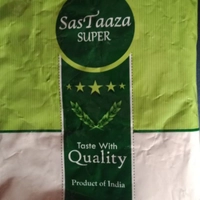 SasTaaza
SUPER
Taste With
Quality
Product of India